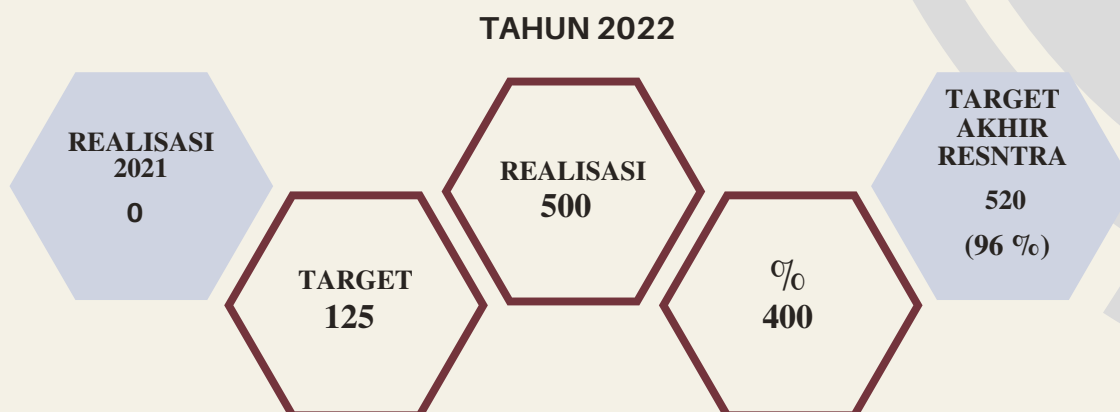 TAHUN 2022
REALISASI
2021
0
TARGET
125
REALISASI
500
%
400
TARGET
AKHIR
RESNTRA
520
(96 %)